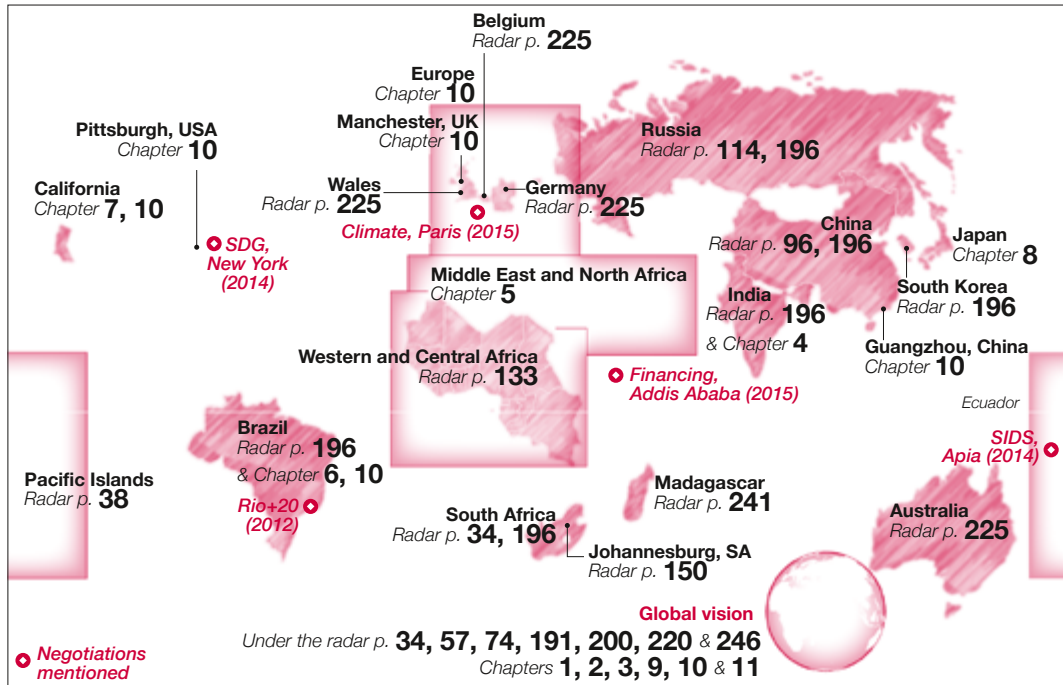 Belgium
Radar p. 225
Europe
Chapter 10
Manchester, UK
Chapter 10
Pittsburgh, USA
Chapter 10
Russia
Radar p. 114, 196
California
Chapter 7, 10
Wales
Radar p. 225
Germany
Radar p. 225
Climate, Paris (2015)
SDG,
New York
(2014)
China
Radar p. 96, 196
Japan
Chapter 8
Middle East and North Africa
Chapter 5
India
Radar p. 196
& Chapter 4
South Korea
Radar p. 196
Guangzhou, China
Chapter 10
Western and Central Africa
Radar p. 133
Financing,
Addis Ababa (2015)
Ecuador
SIDS,
Apia (2014)
Brazil
Radar p. 196
& Chapter 6, 10
Rio+20
(2012)
Pacific Islands
Radar p. 38
Madagascar
Radar p. 241
South Africa
Radar p. 34, 196
Johannesburg, SA
Radar p. 150
Australia
Radar p. 225
Global vision
Under the radar p. 34, 57, 74, 191, 200, 220 & 246
Chapters 1, 2, 3, 9, 10 & 11
Negotiations
mentioned